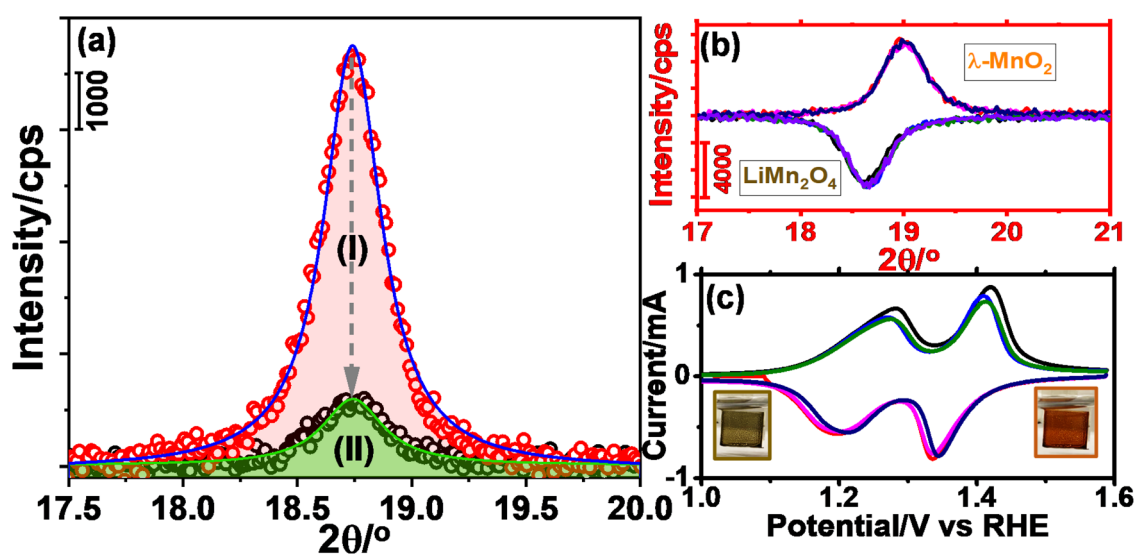 (a)
1000
Intensity/cps
(I)
(II)
17.5 18.0 18.5 19.0 19.5 20.0
2θ/°
(b)
λ-MnO₂
Intensity/cps
4000
LiMn₂O₄
17 18 19 20 21
2θ/°
(c)
1
0
-1
Current/mA
1.0 1.2 1.4 1.6
Potential/V vs RHE